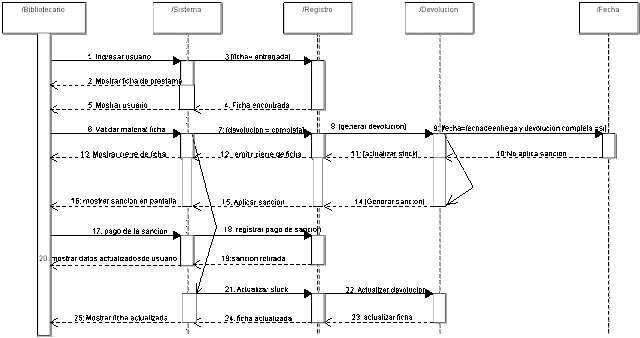 /Bibliotecario
/Sistema
/Registro
/Devolucion
/Fecha
1. Ingresar usuario
3.[ficha= entregada]
2. Mostrar ficha de prestamo
5. Mostrar usuario
4. Ficha encontrada
6. Validar material ficha
7. [devolucion = completa]
8. [generar devolucion]
9. [fecha=fechaceentrega y devolucion completa =si]
13. Mostrar cierre de ficha
12. emitir cierre de ficha
11. [actualizar stock]
10. No aplica sancion
16. mostrar sancion en pantalla
15. Aplicar sancion
14. [Generar sancion]
17. pago de la sancion
18. registrar pago de sancion
20. mostrar datos actualizados de usuario
19. sancion retirada
21. Actualizar stock
22. Actualizar devolucion
25. Mostrar ficha actualizada
24. ficha actualizada
23. actualizar ficha